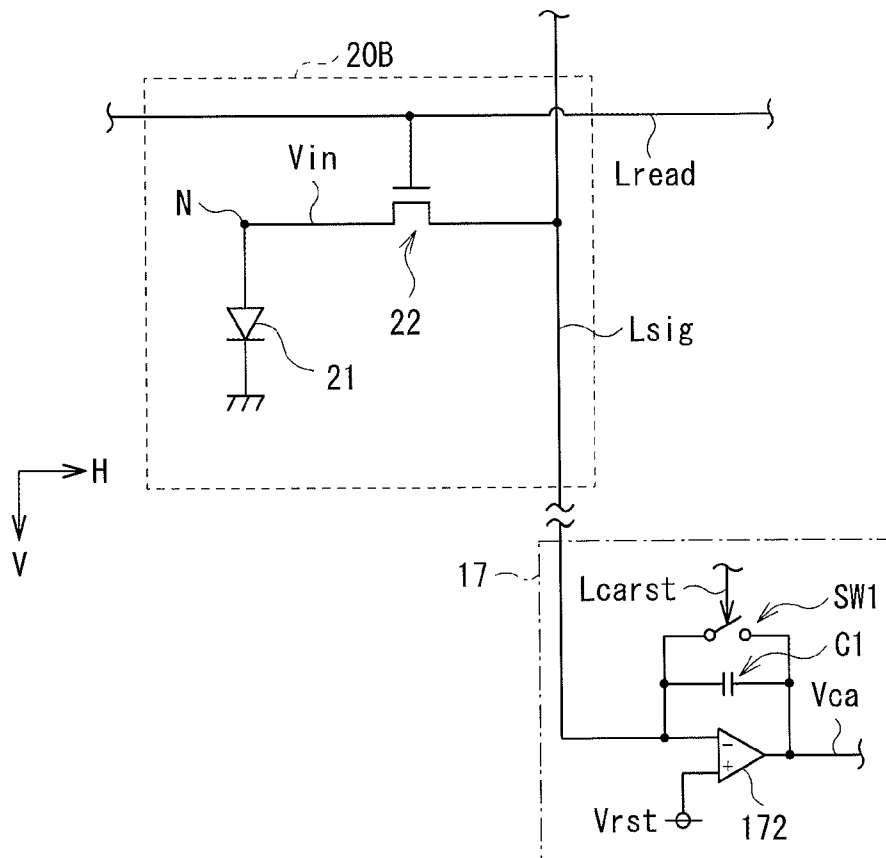 20B
Lread
Vin
N
22
21
Lsig
H
V
17
Lcarst
SW1
C1
Vca
−
+
Vrst
172